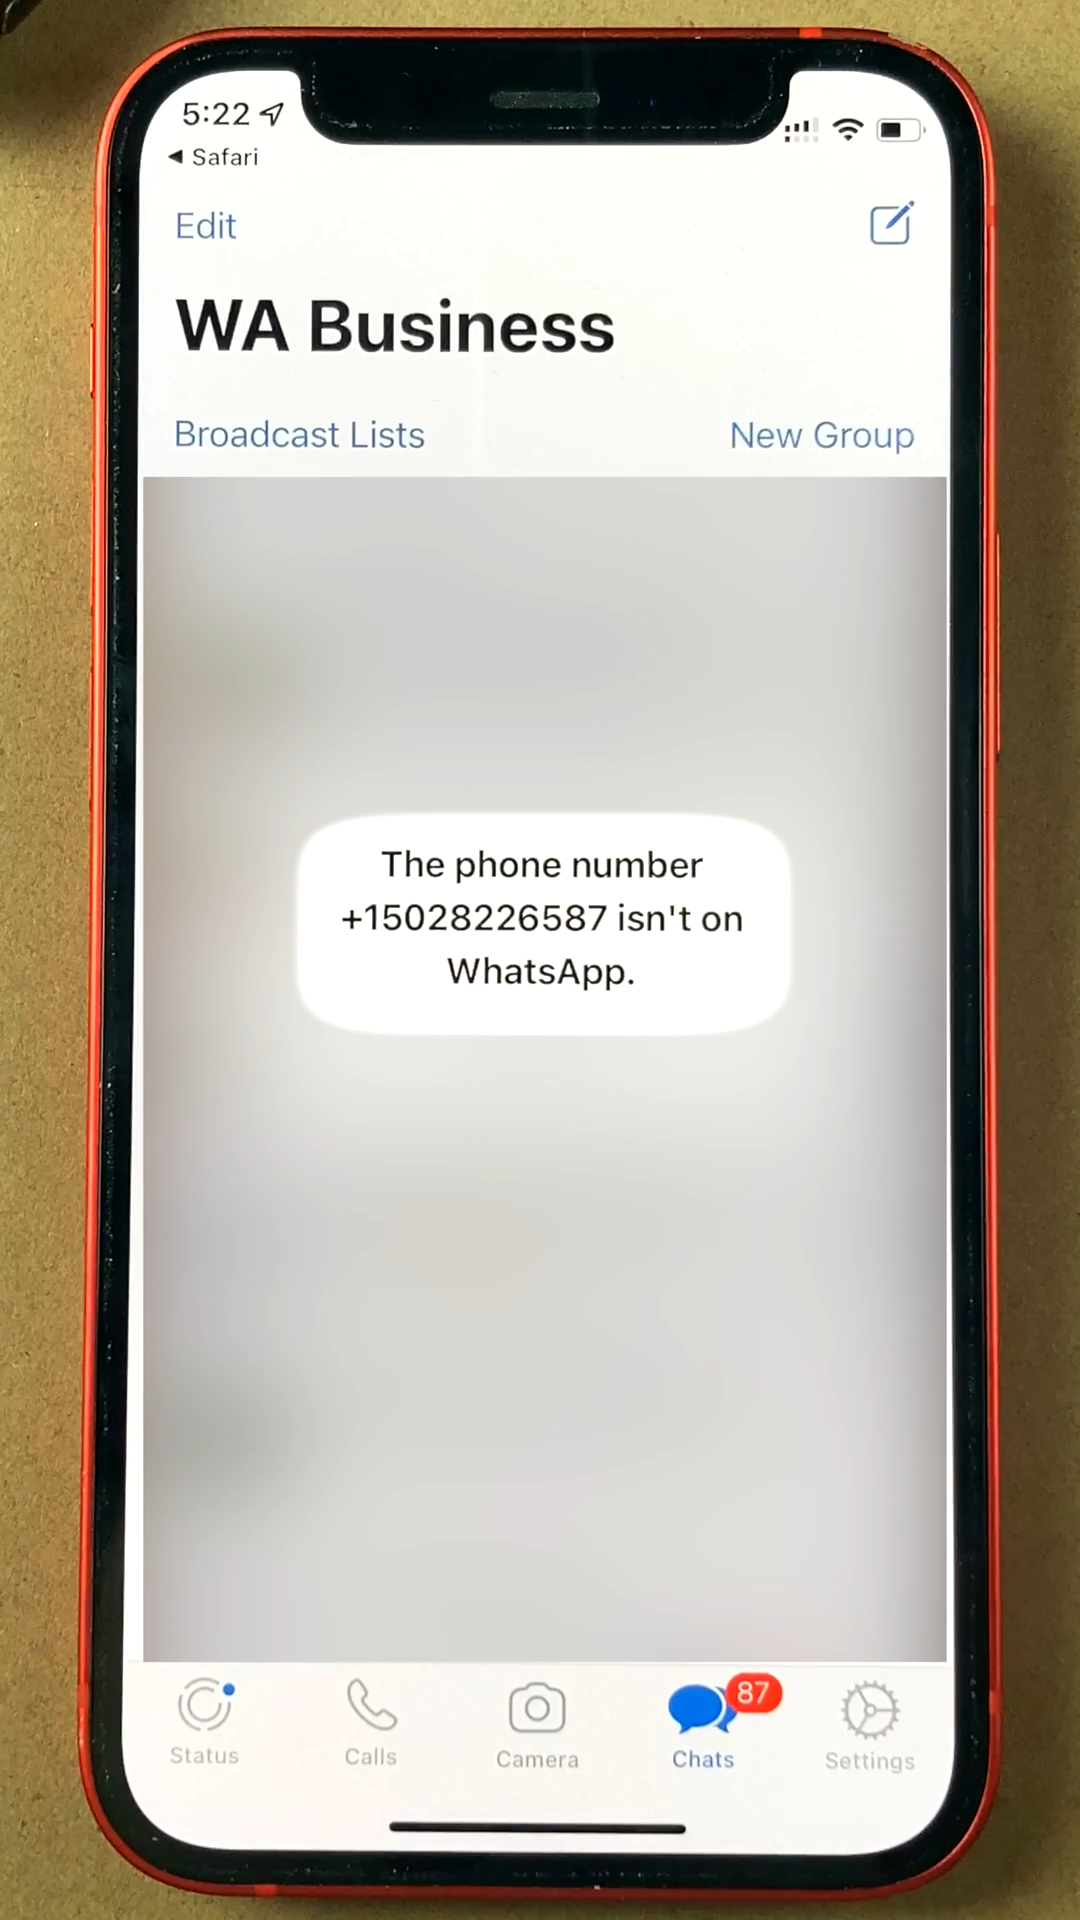 5:22
◀ Safari
Edit
WA Business
Broadcast Lists New Group
The phone number
+15028226587 isn't on
WhatsApp.
87
Status Calls Camera Chats Settings